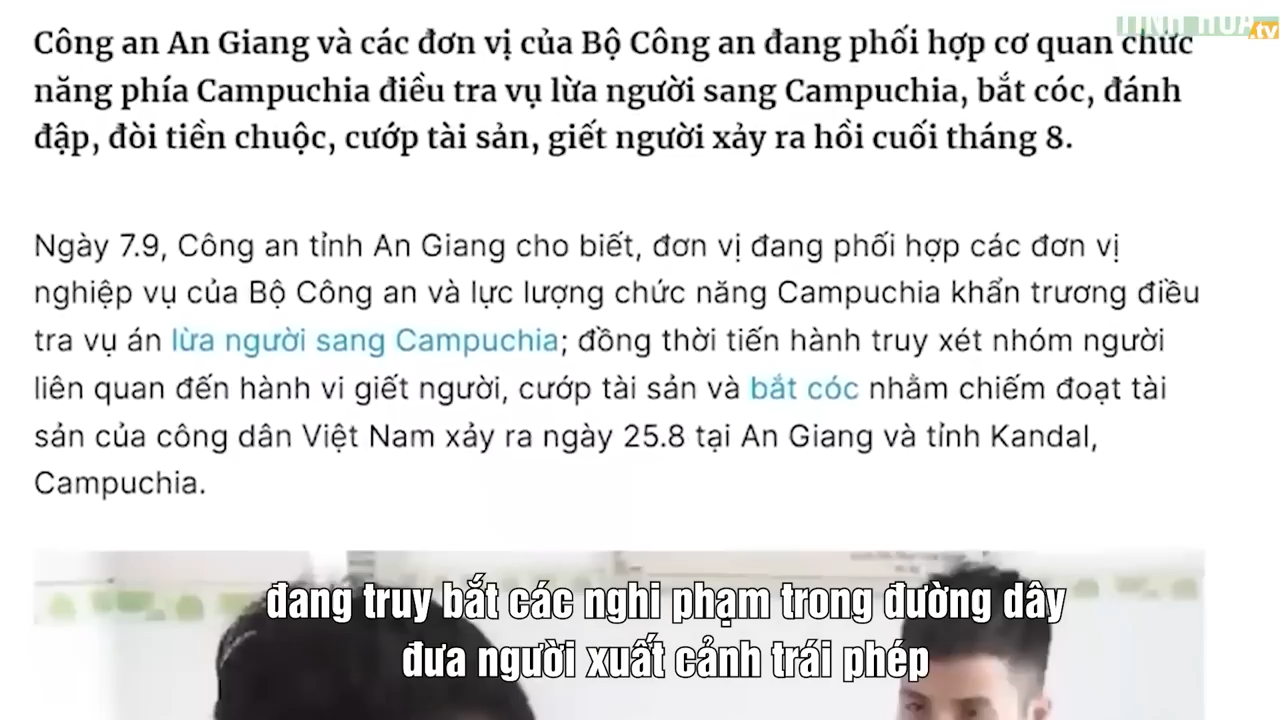 TINH HOA.tv
Công an An Giang và các đơn vị của Bộ Công an đang phối hợp cơ quan chức
năng phía Campuchia điều tra vụ lừa người sang Campuchia, bắt cóc, đánh
đập, đòi tiền chuộc, cướp tài sản, giết người xảy ra hồi cuối tháng 8.
Ngày 7.9, Công an tỉnh An Giang cho biết, đơn vị đang phối hợp các đơn vị
nghiệp vụ của Bộ Công an và lực lượng chức năng Campuchia khẩn trương điều
tra vụ án lừa người sang Campuchia; đồng thời tiến hành truy xét nhóm người
liên quan đến hành vi giết người, cướp tài sản và bắt cóc nhằm chiếm đoạt tài
sản của công dân Việt Nam xảy ra ngày 25.8 tại An Giang và tỉnh Kandal,
Campuchia.
đang truy bắt các nghi phạm trong đường dây
đưa người xuất cảnh trái phép